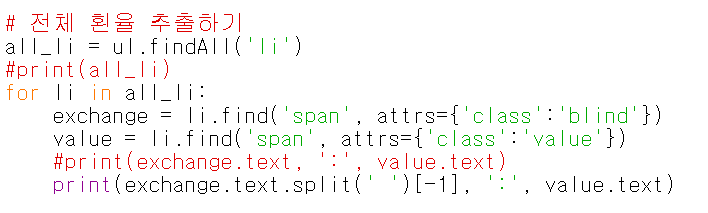 # 전체 환율 추출하기
all_li = ul.findAll('li')
#print(all_li)
for li in all_li:
    exchange = li.find('span', attrs={'class':'blind'})
    value = li.find('span', attrs={'class':'value'})
    #print(exchange.text, ':', value.text)
    print(exchange.text.split(' ')[-1], ':', value.text)